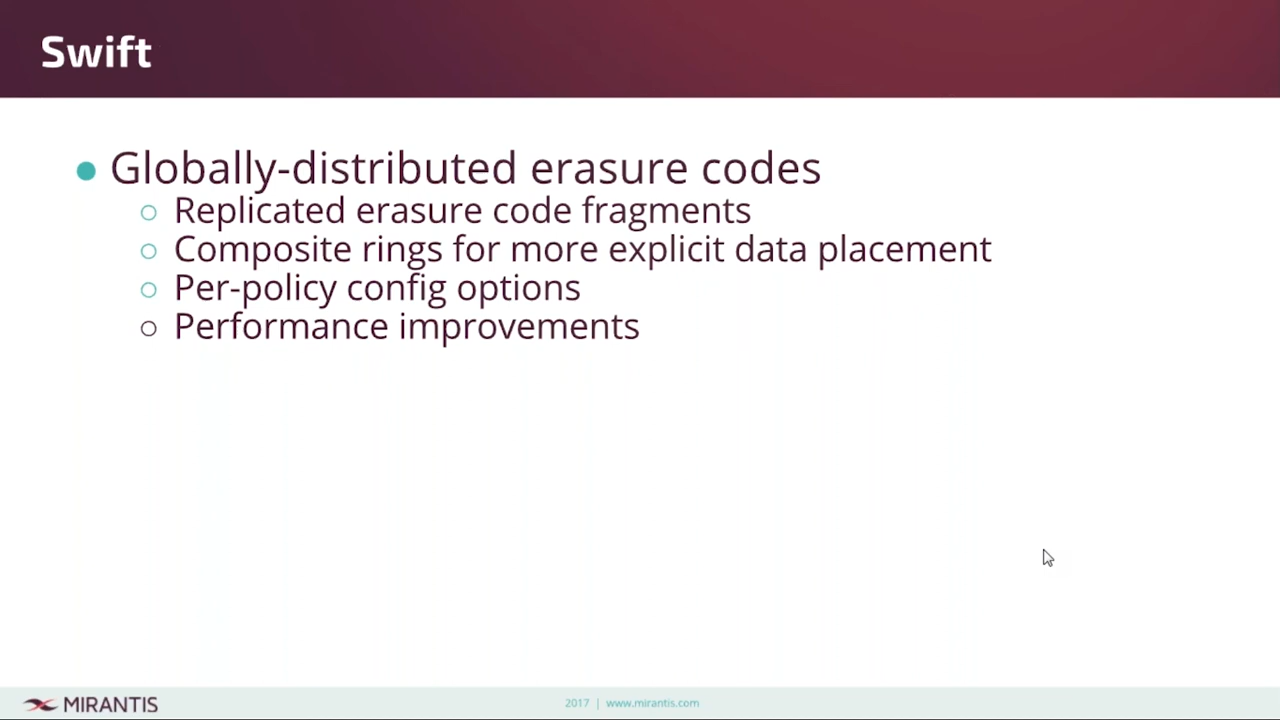 Swift
● Globally-distributed erasure codes
○ Replicated erasure code fragments
○ Composite rings for more explicit data placement
○ Per-policy config options
○ Performance improvements
MIRANTIS
2017 | www.mirantis.com